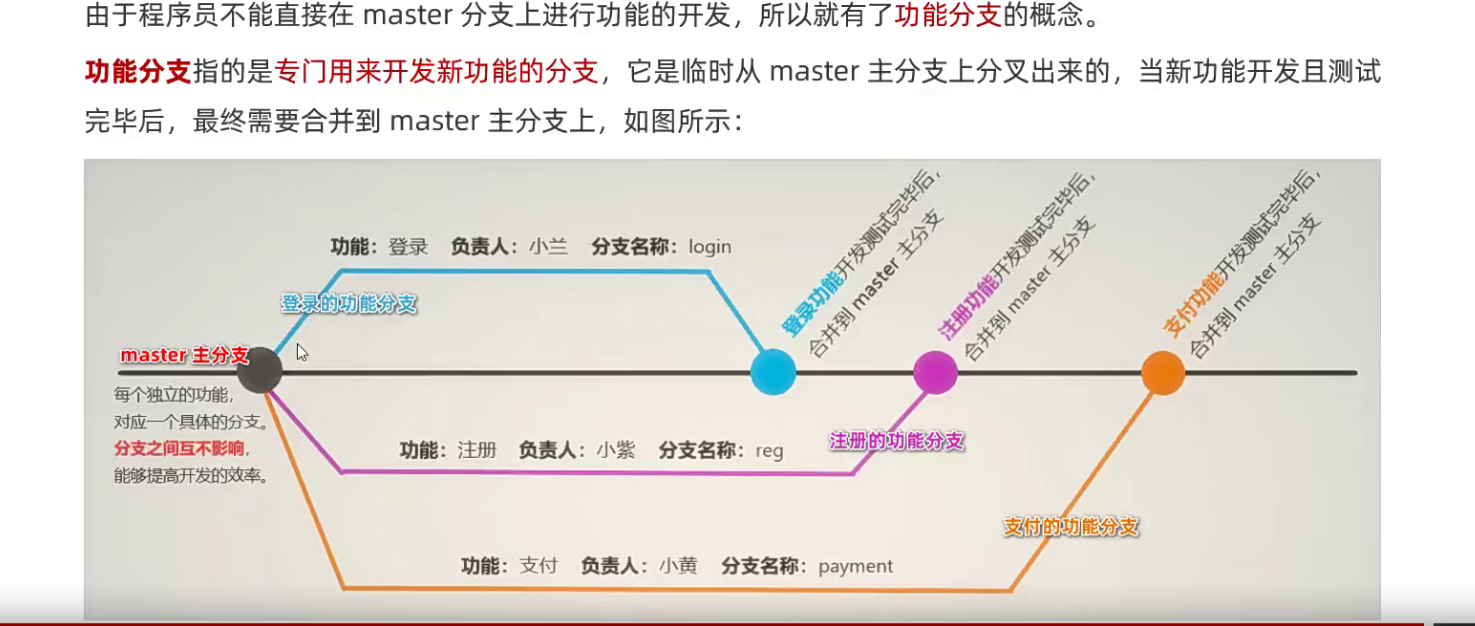 由于程序员不能直接在 master 分支上进行功能的开发，所以就有了功能分支的概念。
功能分支指的是专门用来开发新功能的分支，它是临时从 master 主分支上分叉出来的，当新功能开发且测试
完毕后，最终需要合并到 master 主分支上，如图所示：
功能：登录 负责人：小兰 分支名称：login
登录的功能分支
登录功能开发测试完毕后，
合并到 master 主分支
注册功能开发测试完毕后，
合并到 master 主分支
支付功能开发测试完毕后，
合并到 master 主分支
master 主分支
每个独立的功能，
对应一个具体的分支。
分支之间互不影响，
能够提高开发的效率。
功能：注册 负责人：小紫 分支名称：reg
注册的功能分支
支付的功能分支
功能：支付 负责人：小黄 分支名称：payment